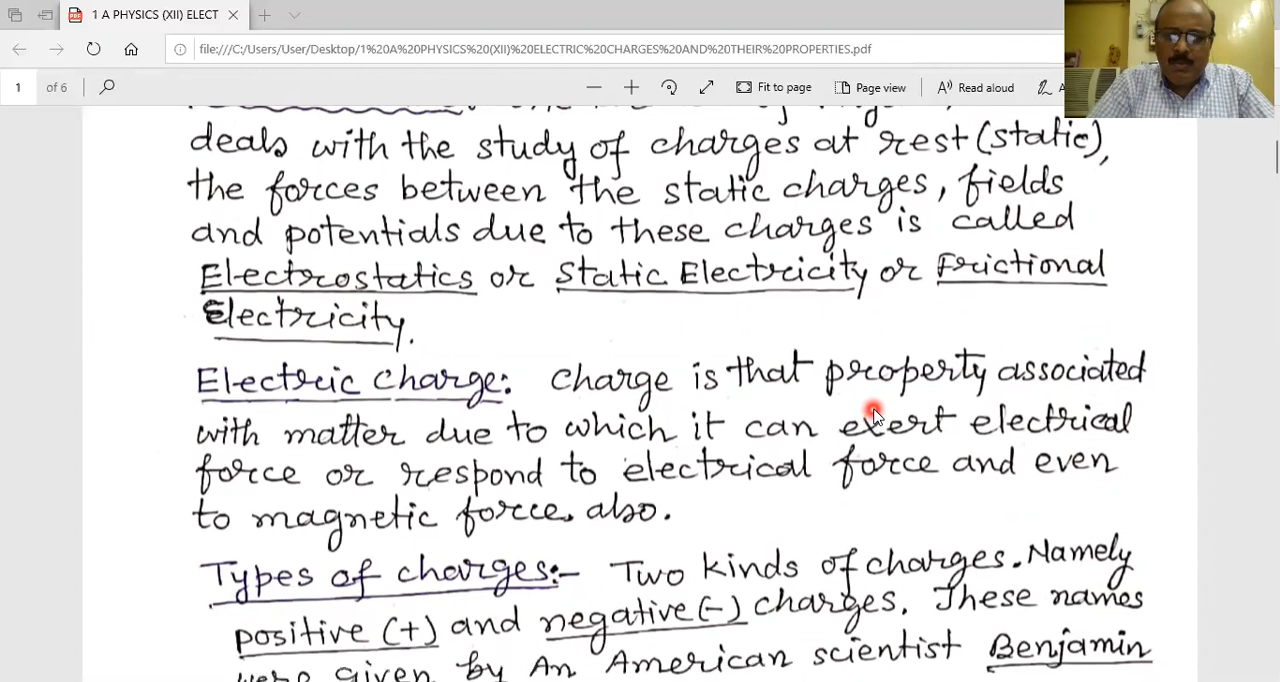 1 A PHYSICS (XII) ELECT
file:///C:/Users/User/Desktop/1%20A%20PHYSICS%20(XII)%20ELECTRIC%20CHARGES%20AND%20THEIR%20PROPERTIES.pdf
1 of 6 Fit to page Page view Read aloud
deals with the study of charges at rest (static),
the forces between the static charges, fields
and potentials due to these charges is called
Electrostatics or Static Electricity or Frictional
Electricity.
Electric Charge: Charge is that property associated
with matter due to which it can exert electrical
force or respond to electrical force and even
to magnetic force also.
Types of charges:- Two kinds of charges. Namely
positive (+) and negative (-) charges. These names
were given by An American scientist Benjamin